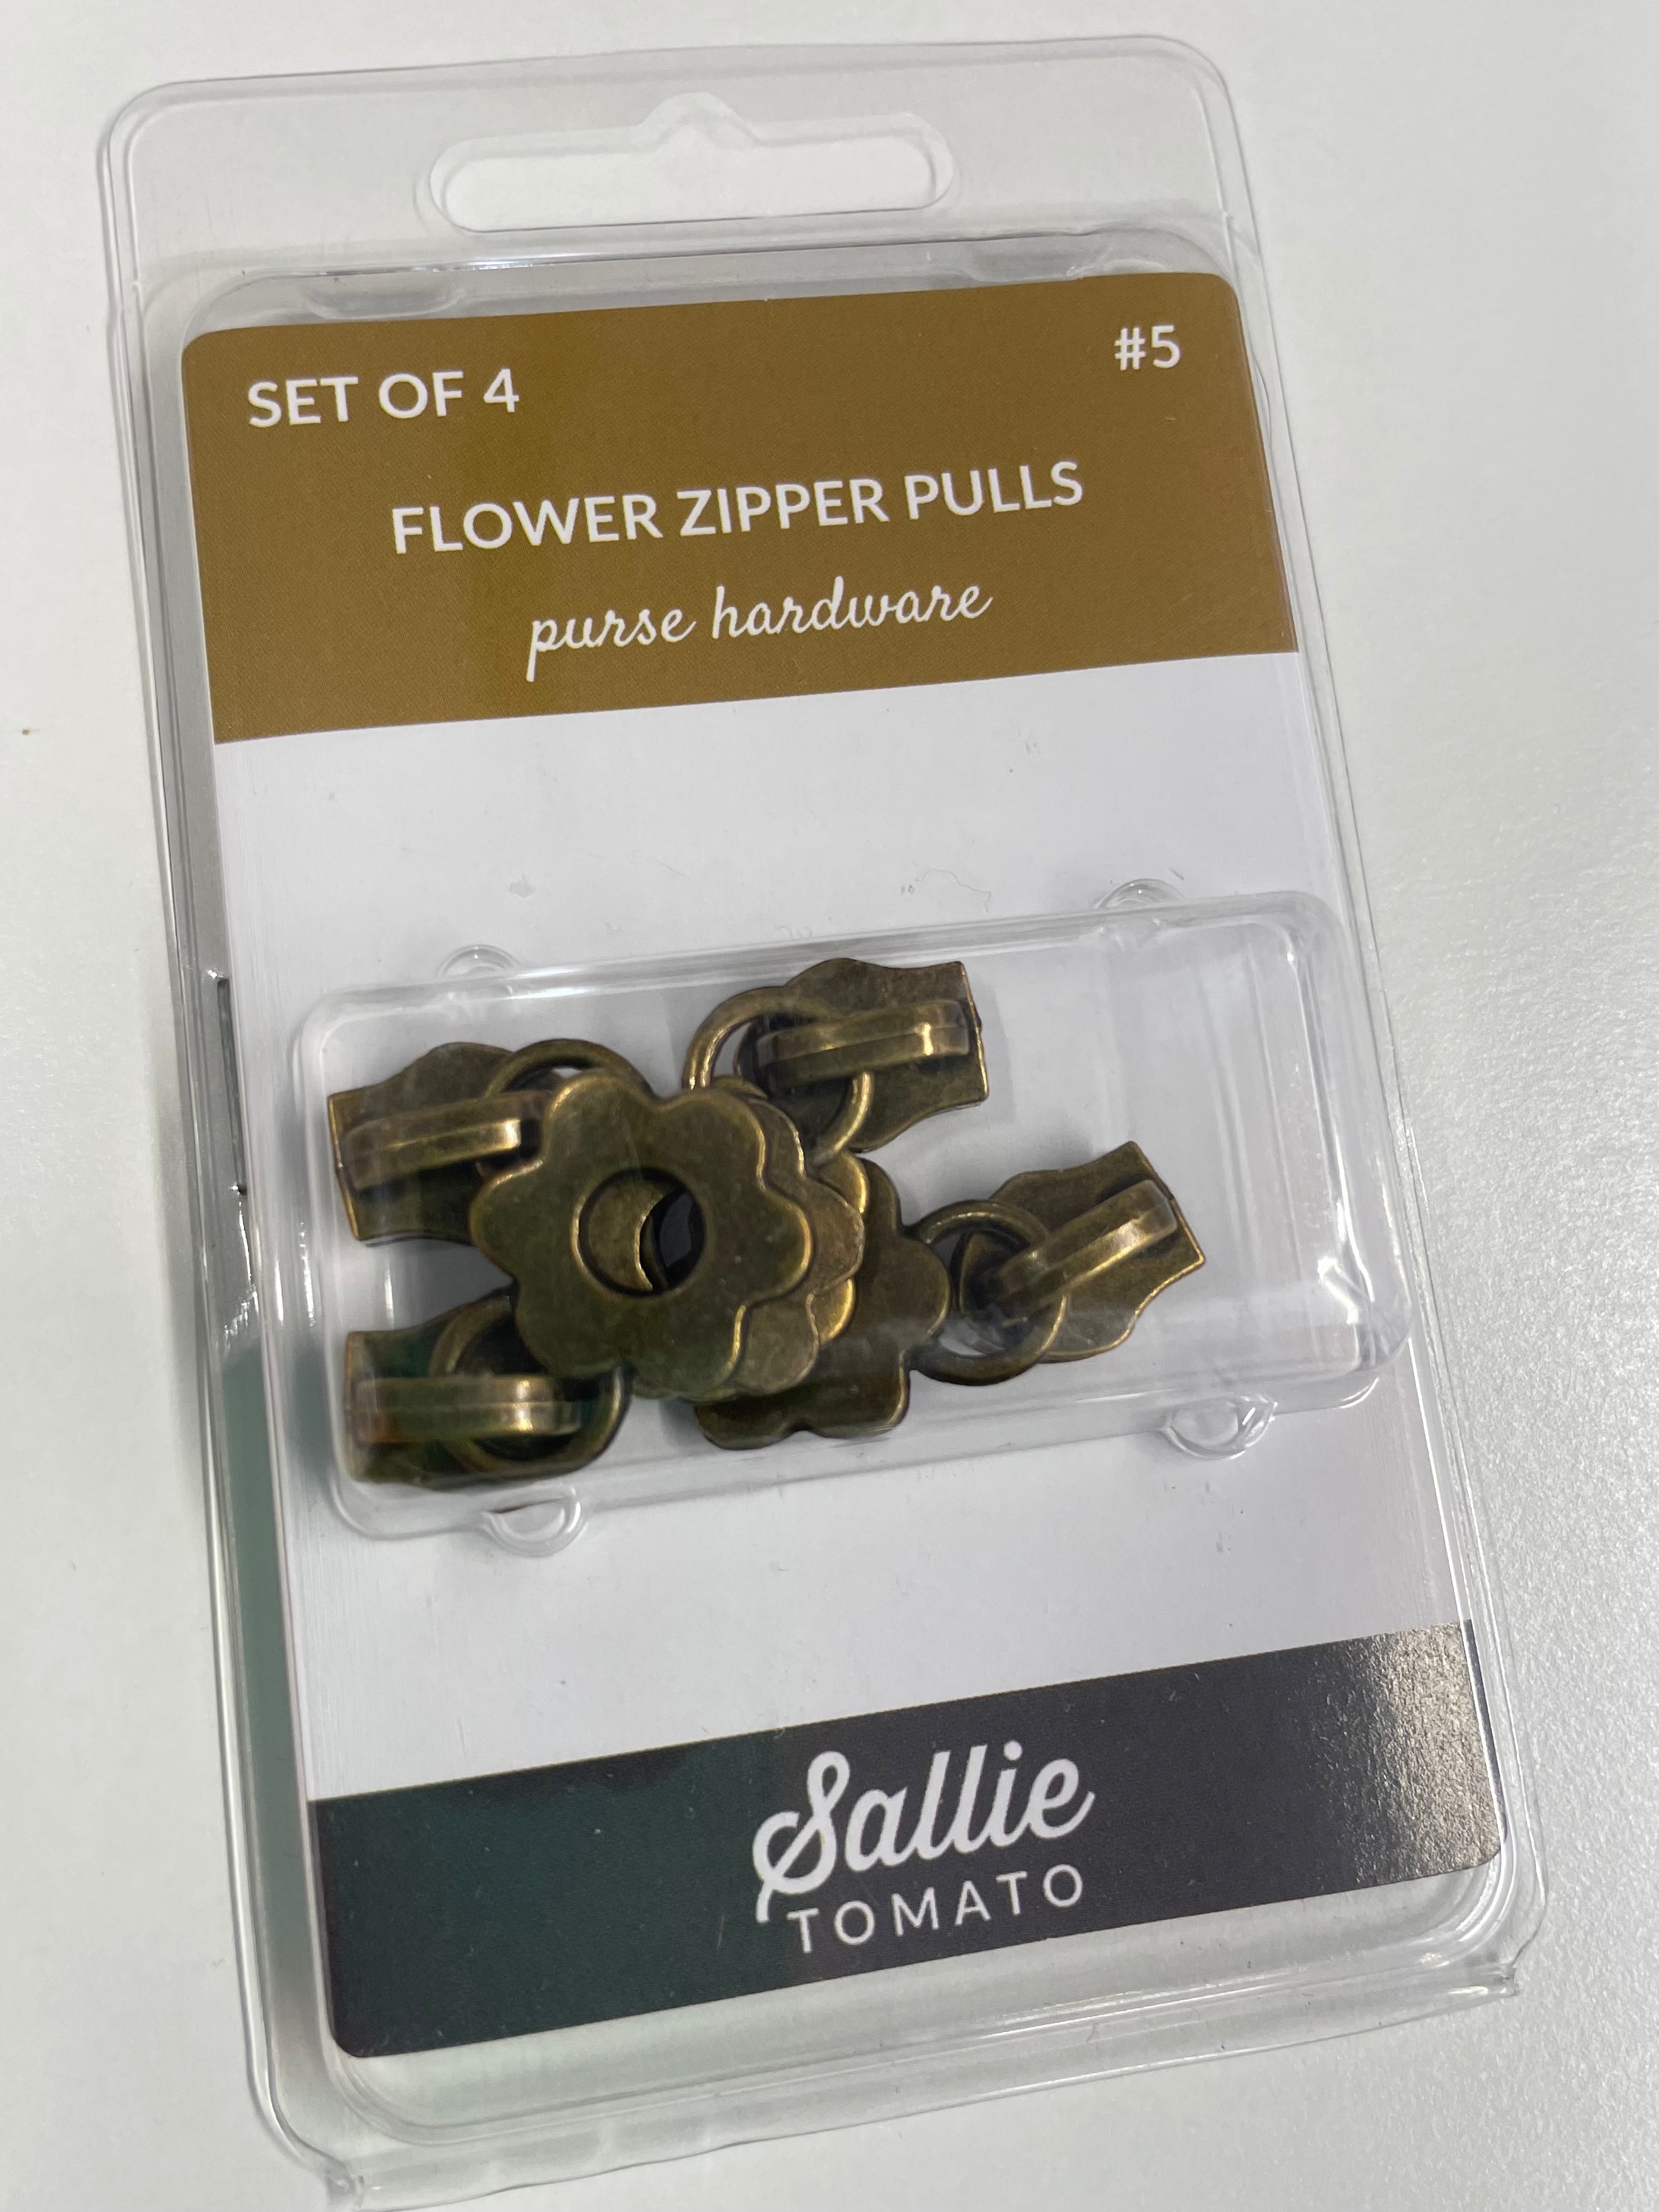 SET OF 4
#5
FLOWER ZIPPER PULLS
purse hardware
Sallie
TOMATO